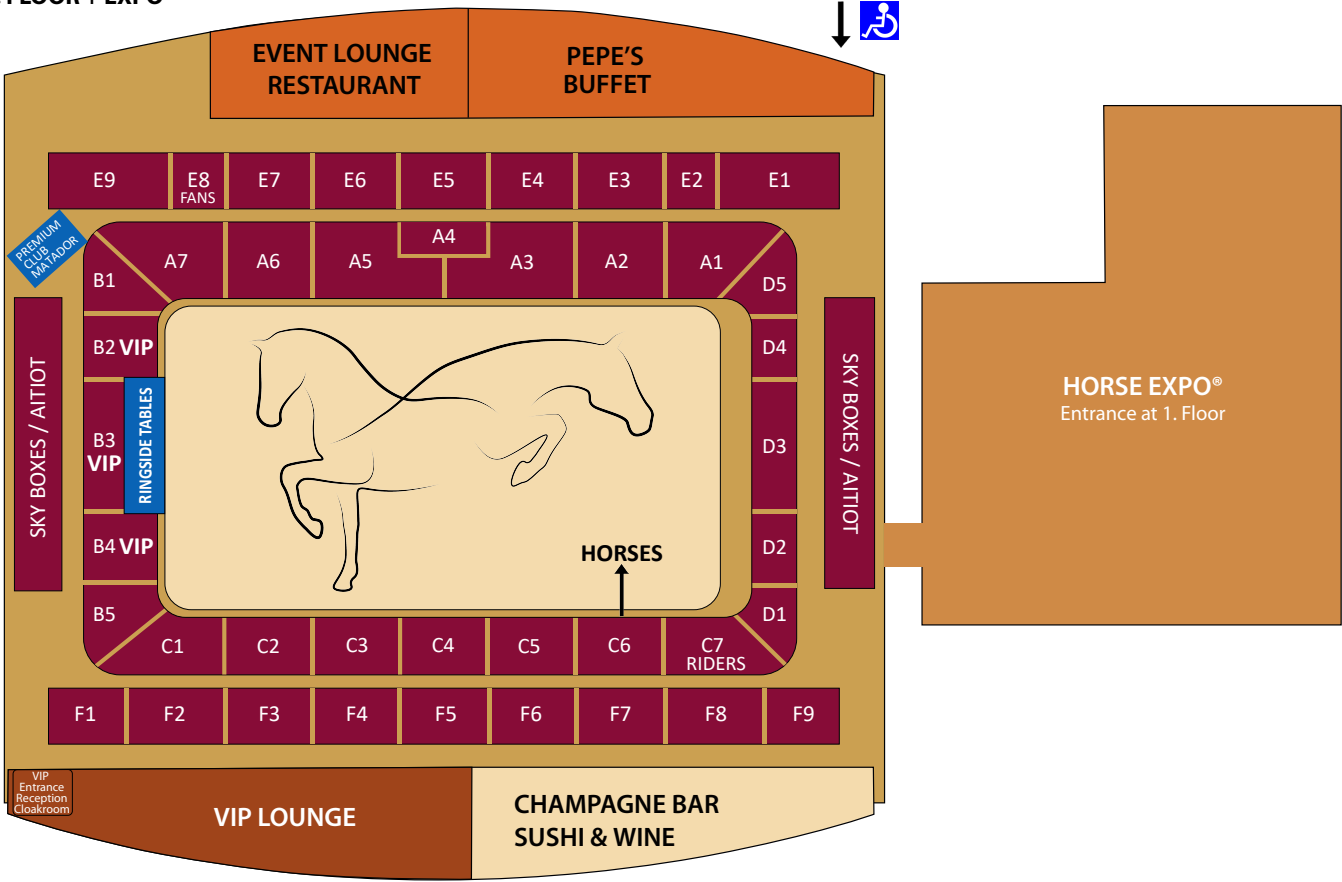 FLOOR | EXPO
EVENT LOUNGE
RESTAURANT
PEPE'S
BUFFET
E9
E8
FANS
E7
E6
E5
E4
E3
E2
E1
PREMIUM
CLUB
MATADOR
A7
A6
A5
A4
A3
A2
A1
B1
B2 VIP
B3
VIP
B4 VIP
B5
RINGSIDE TABLES
SKY BOXES / AITIOT
D5
D4
D3
D2
D1
SKY BOXES / AITIOT
HORSE EXPO®
Entrance at 1. Floor
HORSES
C1
C2
C3
C4
C5
C6
C7
RIDERS
F1
F2
F3
F4
F5
F6
F7
F8
F9
VIP
Entrance
Reception
Cloakroom
VIP LOUNGE
CHAMPAGNE BAR
SUSHI & WINE